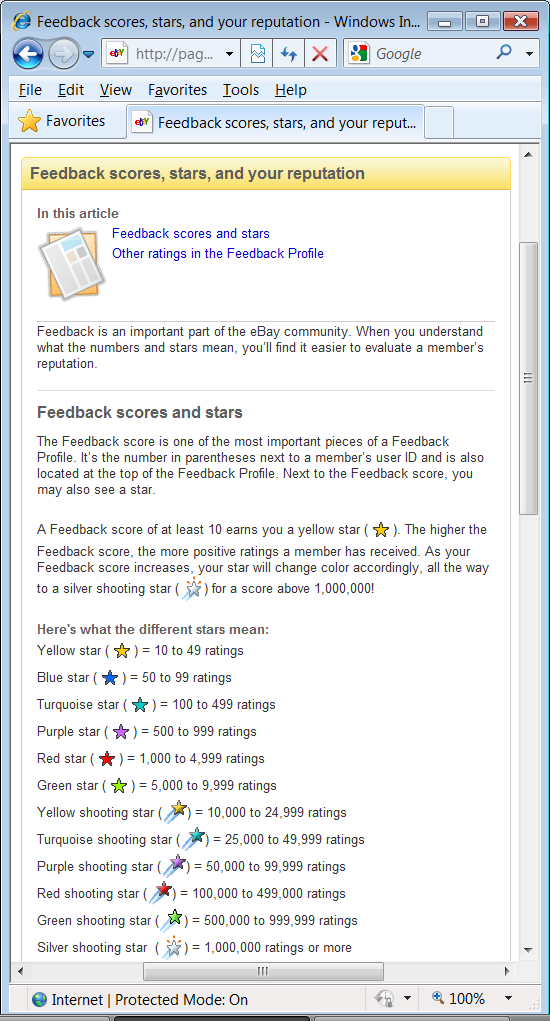 Feedback scores, stars, and your reputation - Windows In...
ebY http://pag... Google
File Edit View Favorites Tools Help
Favorites ebY Feedback scores, stars, and your reput...
Feedback scores, stars, and your reputation
In this article
Feedback scores and stars
Other ratings in the Feedback Profile
Feedback is an important part of the eBay community. When you understand
what the numbers and stars mean, you'll find it easier to evaluate a member's
reputation.
Feedback scores and stars
The Feedback score is one of the most important pieces of a Feedback
Profile. It's the number in parentheses next to a member's user ID and is also
located at the top of the Feedback Profile. Next to the Feedback score, you
may also see a star.
A Feedback score of at least 10 earns you a yellow star ( ). The higher the
Feedback score, the more positive ratings a member has received. As your
Feedback score increases, your star will change color accordingly, all the way
to a silver shooting star ( ) for a score above 1,000,000!
Here's what the different stars mean:
Yellow star ( ) = 10 to 49 ratings
Blue star ( ) = 50 to 99 ratings
Turquoise star ( ) = 100 to 499 ratings
Purple star ( ) = 500 to 999 ratings
Red star ( ) = 1,000 to 4,999 ratings
Green star ( ) = 5,000 to 9,999 ratings
Yellow shooting star ( ) = 10,000 to 24,999 ratings
Turquoise shooting star ( ) = 25,000 to 49,999 ratings
Purple shooting star ( ) = 50,000 to 99,999 ratings
Red shooting star ( ) = 100,000 to 499,000 ratings
Green shooting star ( ) = 500,000 to 999,999 ratings
Silver shooting star ( ) = 1,000,000 ratings or more
Internet | Protected Mode: On 100%